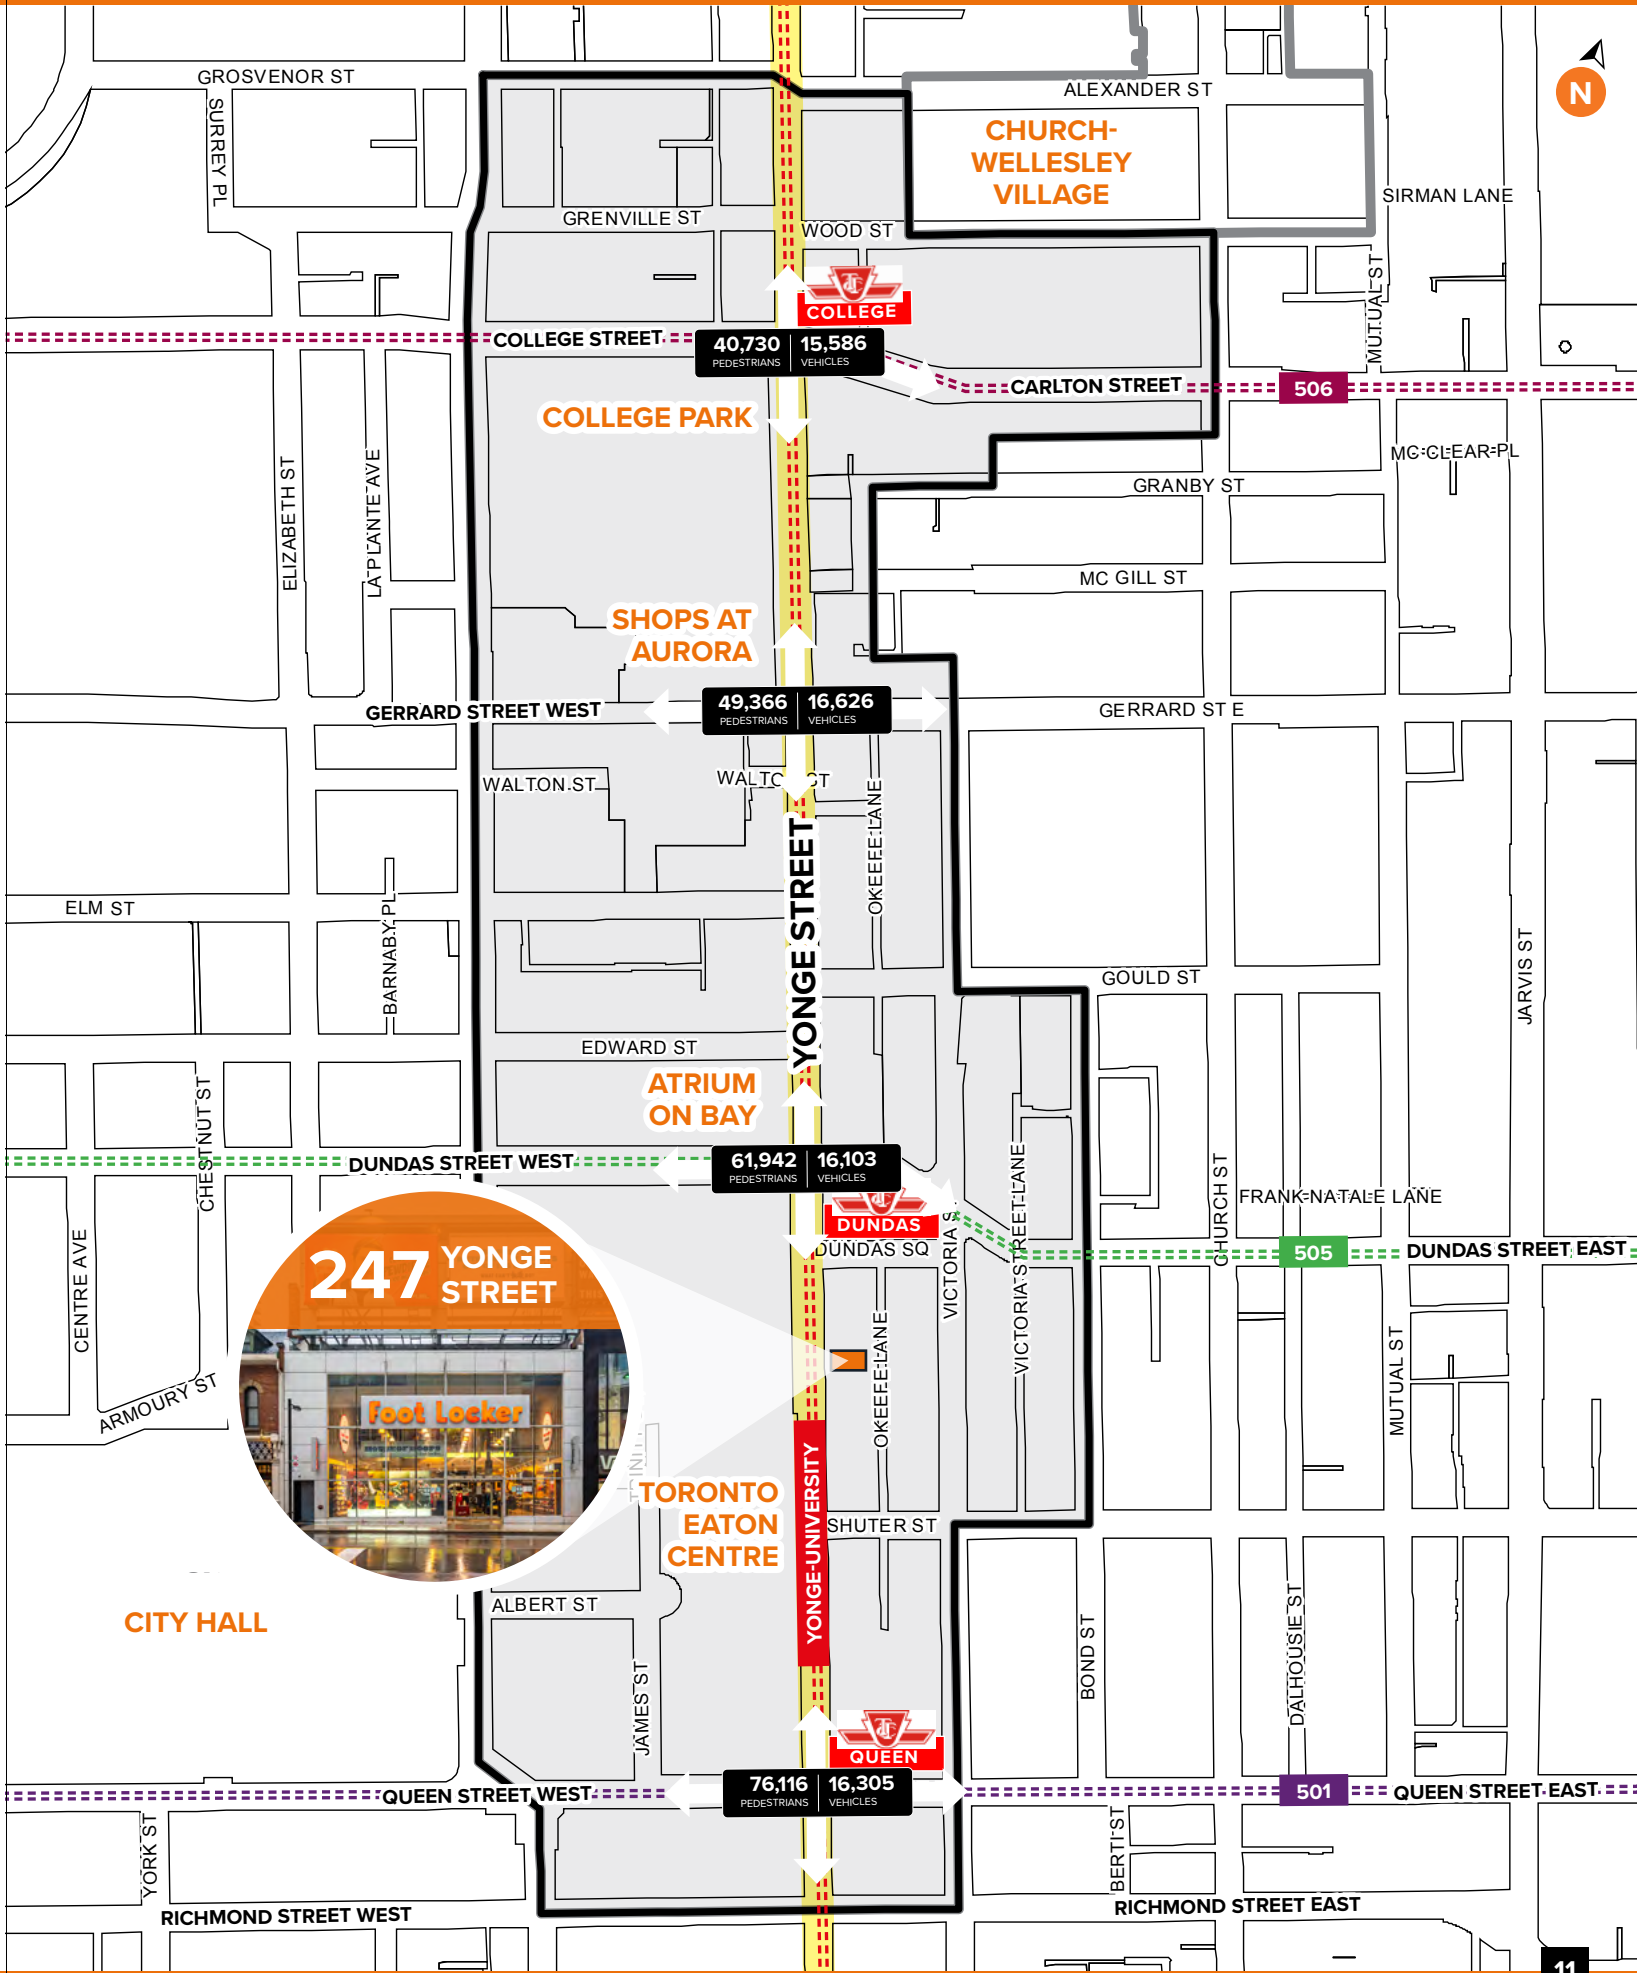 GROSVENOR ST
SURREY PL
ALEXANDER ST
N
CHURCH-
WELLESLEY
VILLAGE
SIRMAN LANE
GRENVILLE ST
WOOD ST
MUTUAL ST
COLLEGE
COLLEGE STREET
40,730
PEDESTRIANS
15,586
VEHICLES
CARLTON STREET
506
COLLEGE PARK
MC CLEAR PL
GRANBY ST
ELIZABETH ST
LA PLANTE AVE
MC GILL ST
SHOPS AT
AURORA
GERRARD STREET WEST
49,366
PEDESTRIANS
16,626
VEHICLES
GERRARD ST E
WALTON ST
OKEEFE LANE
YONGE STREET
ELM ST
BARNABY PL
GOULD ST
JARVIS ST
EDWARD ST
ATRIUM
ON BAY
CHESTNUT ST
DUNDAS STREET WEST
61,942
PEDESTRIANS
16,103
VEHICLES
DUNDAS
DUNDAS SQ
VICTORIA
VICTORIA STREET LANE
CHURCH ST
FRANK NATALE LANE
505
DUNDAS STREET EAST
CENTRE AVE
247 YONGE
STREET
Foot Locker
ARMOURY ST
OKEEFE LANE
MUTUAL ST
TORONTO
EATON
CENTRE
YONGE-UNIVERSITY
SHUTER ST
CITY HALL
ALBERT ST
JAMES ST
BOND ST
DALHOUSIE ST
QUEEN
QUEEN STREET WEST
76,116
PEDESTRIANS
16,305
VEHICLES
501
QUEEN STREET EAST
YORK ST
BERTI ST
RICHMOND STREET WEST
RICHMOND STREET EAST
11